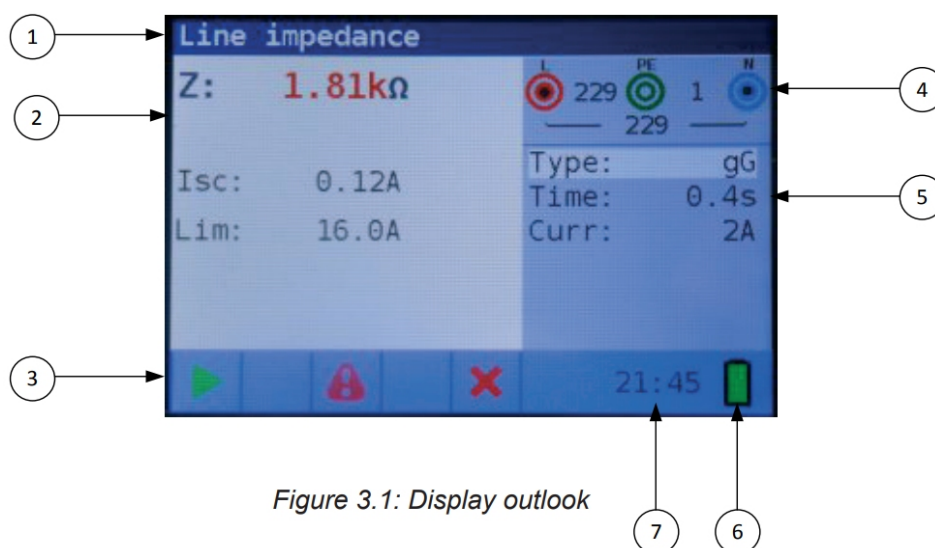 1
Line impedance
2
Z: 1.81kΩ
L PE N
229 1
229
4
Isc: 0.12A
Lim: 16.0A
Type: gG
Time: 0.4s
Curr: 2A
5
3
21:45
Figure 3.1: Display outlook
7
6